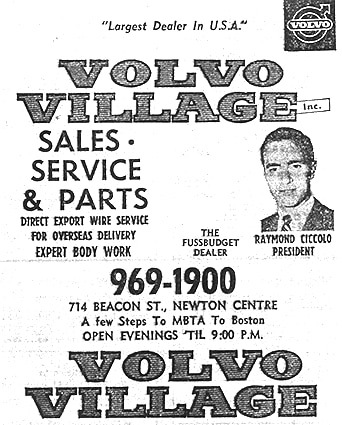 "Largest Dealer In U.S.A."
VOLVO
VOLVO
VILLAGE Inc.
SALES ·
SERVICE
& PARTS
DIRECT EXPORT WIRE SERVICE
FOR OVERSEAS DELIVERY
EXPERT BODY WORK
THE
FUSSBUDGET
DEALER
RAYMOND CICCOLO
PRESIDENT
969-1900
714 BEACON ST., NEWTON CENTRE
A few Steps To MBTA To Boston
OPEN EVENINGS 'TIL 9:00 P.M.
VOLVO
VILLAGE